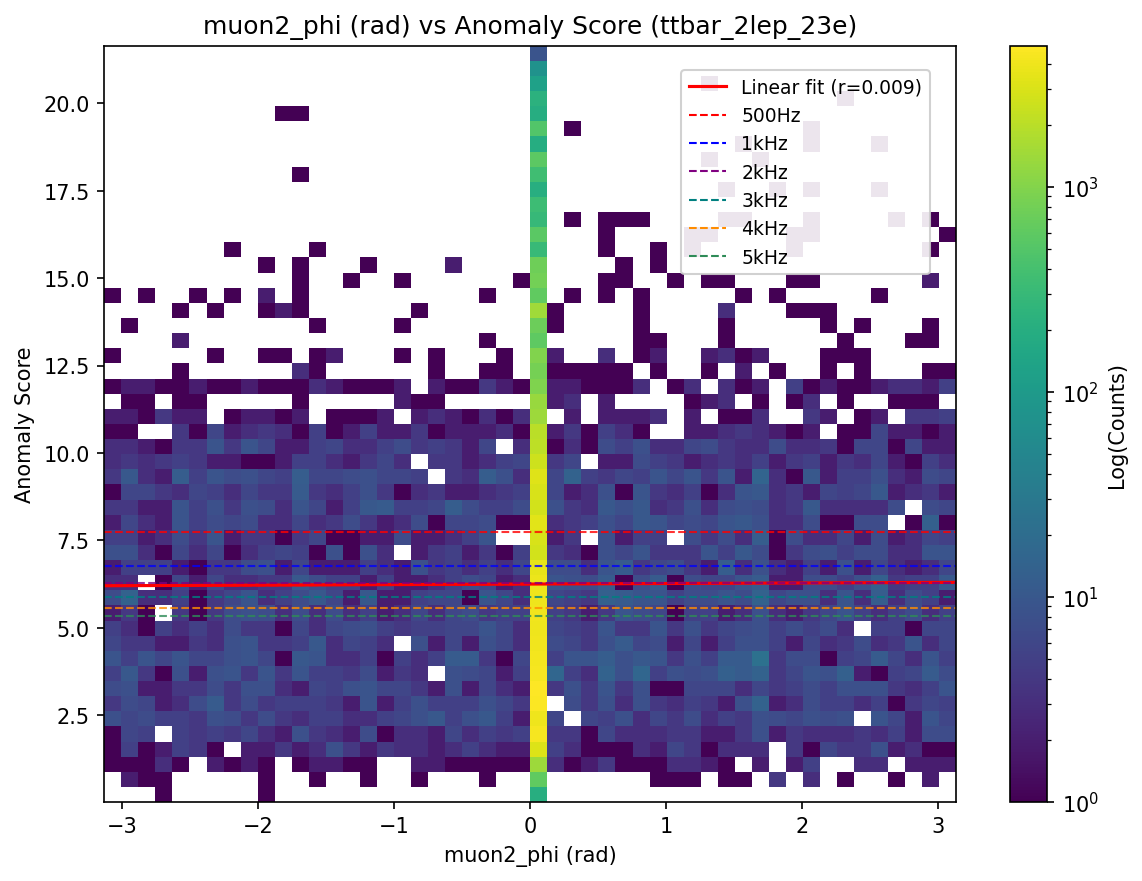 muon2_phi (rad) vs Anomaly Score (ttbar_2lep_23e)
Linear fit (r=0.009)
500Hz
1kHz
2kHz
3kHz
4kHz
5kHz
Anomaly Score
20.0
17.5
15.0
12.5
10.0
7.5
5.0
2.5
−3
−2
−1
0
1
2
3
muon2_phi (rad)
10³
10²
10¹
10⁰
Log(Counts)